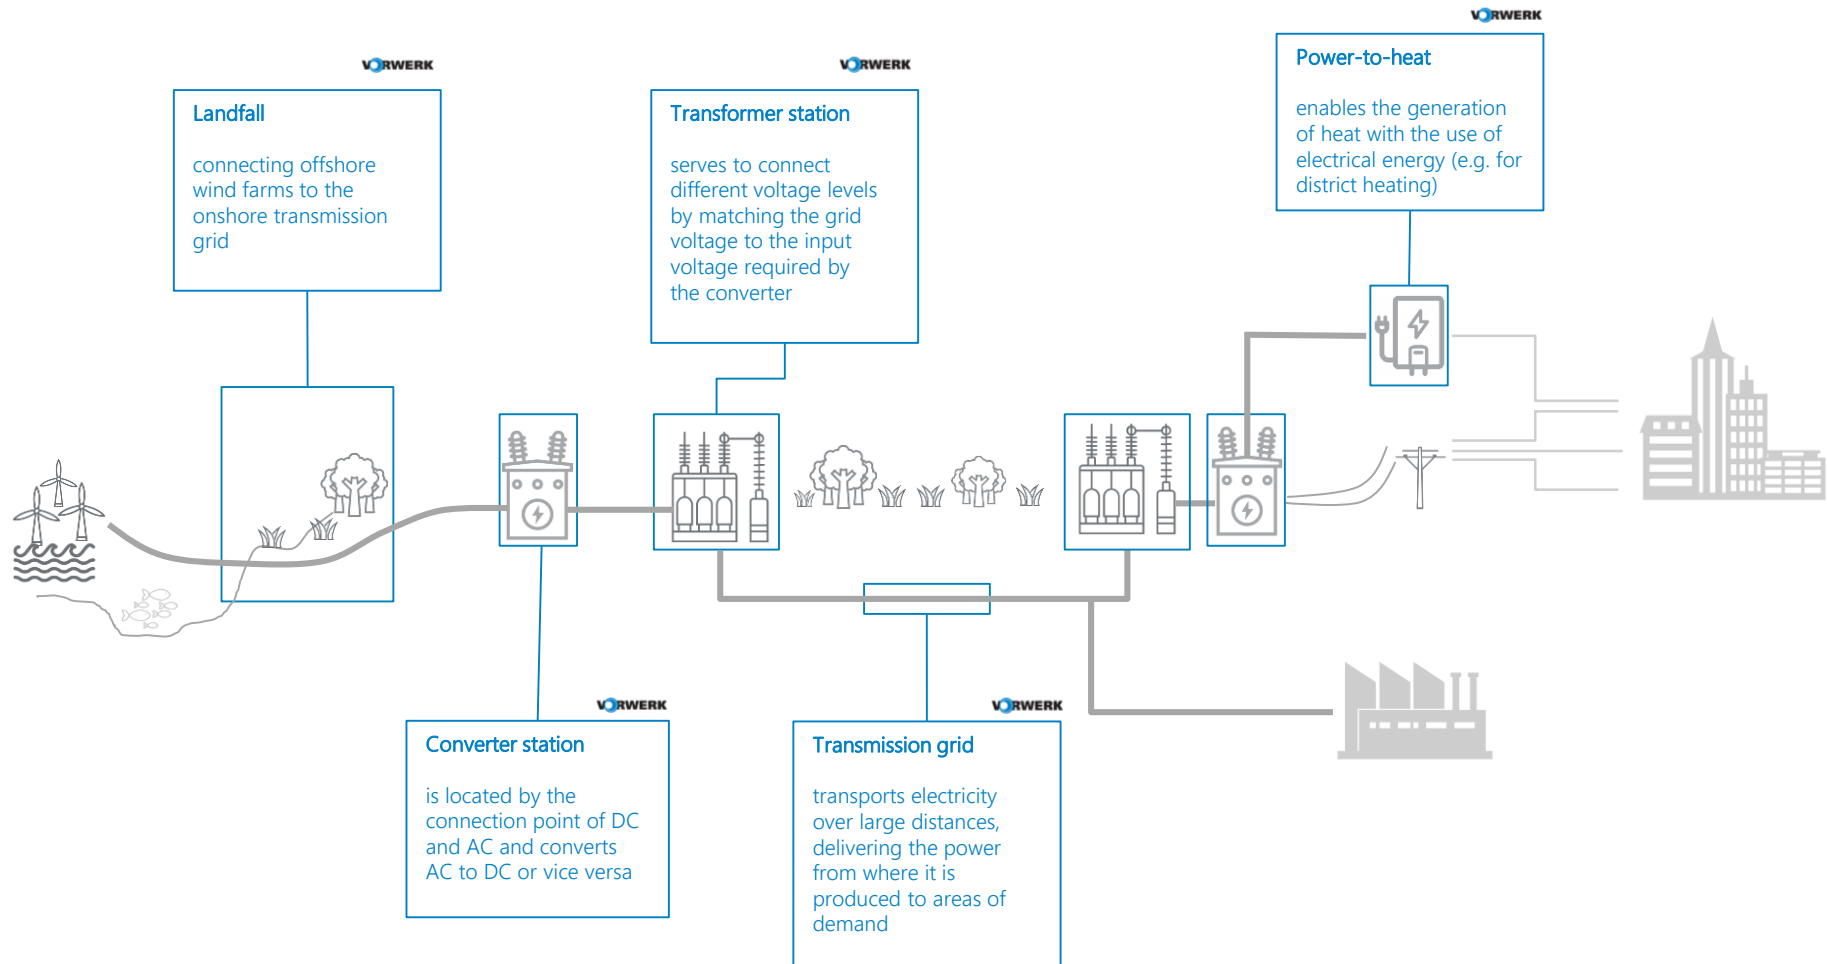 VORWERK
Landfall
connecting offshore
wind farms to the
onshore transmission
grid
VORWERK
Transformer station
serves to connect
different voltage levels
by matching the grid
voltage to the input
voltage required by
the converter
VORWERK
Power-to-heat
enables the generation
of heat with the use of
electrical energy (e.g. for
district heating)
VORWERK
Converter station
is located by the
connection point of DC
and AC and converts
AC to DC or vice versa
VORWERK
Transmission grid
transports electricity
over large distances,
delivering the power
from where it is
produced to areas of
demand